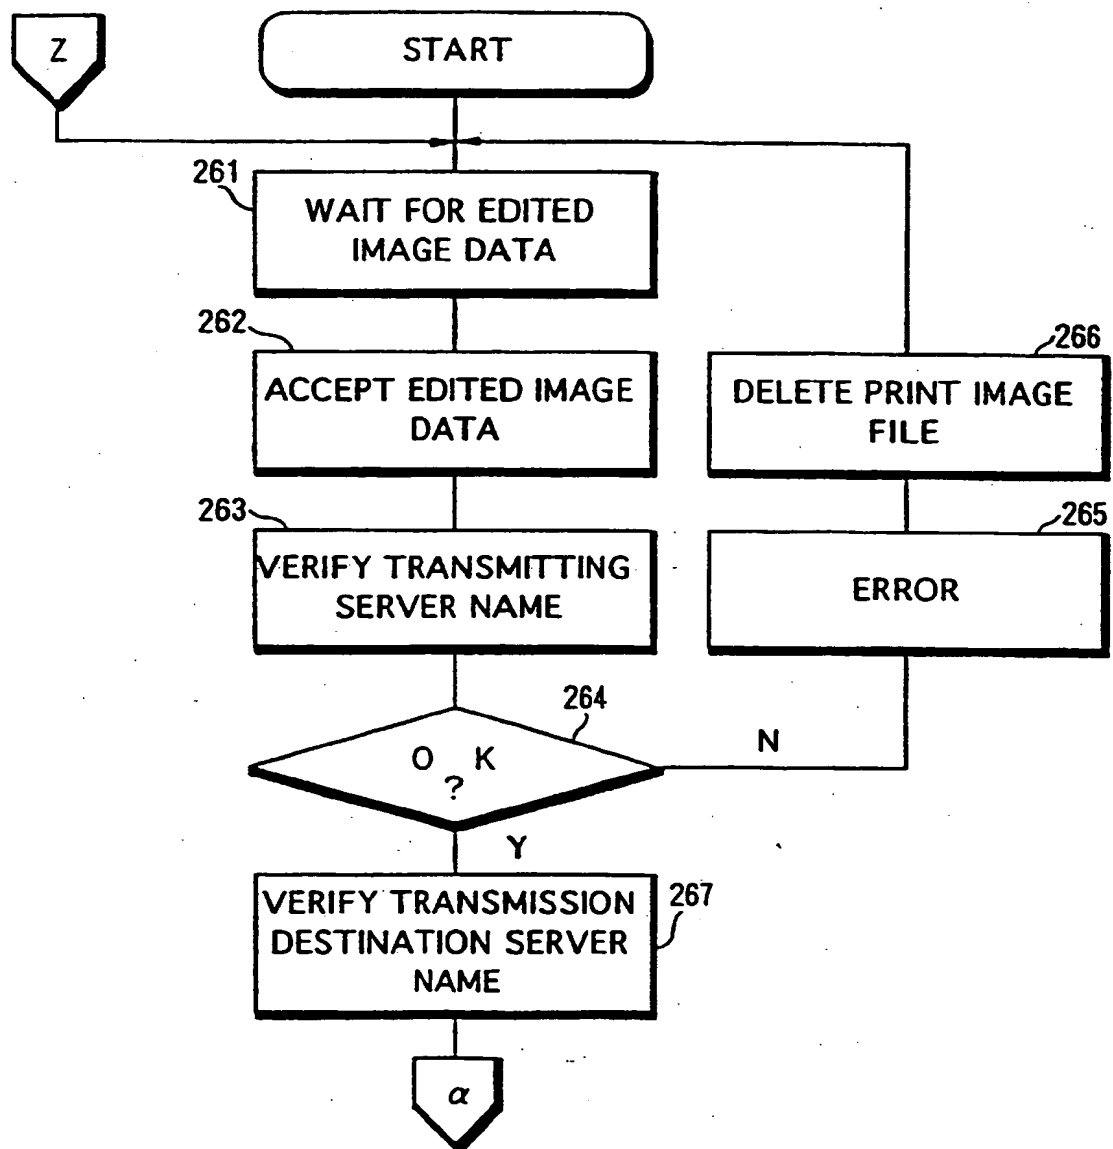 Z
START
261
WAIT FOR EDITED
IMAGE DATA
262
ACCEPT EDITED IMAGE
DATA
263
VERIFY TRANSMITTING
SERVER NAME
264
O K
?
N
Y
265
ERROR
266
DELETE PRINT IMAGE
FILE
267
VERIFY TRANSMISSION
DESTINATION SERVER
NAME
α